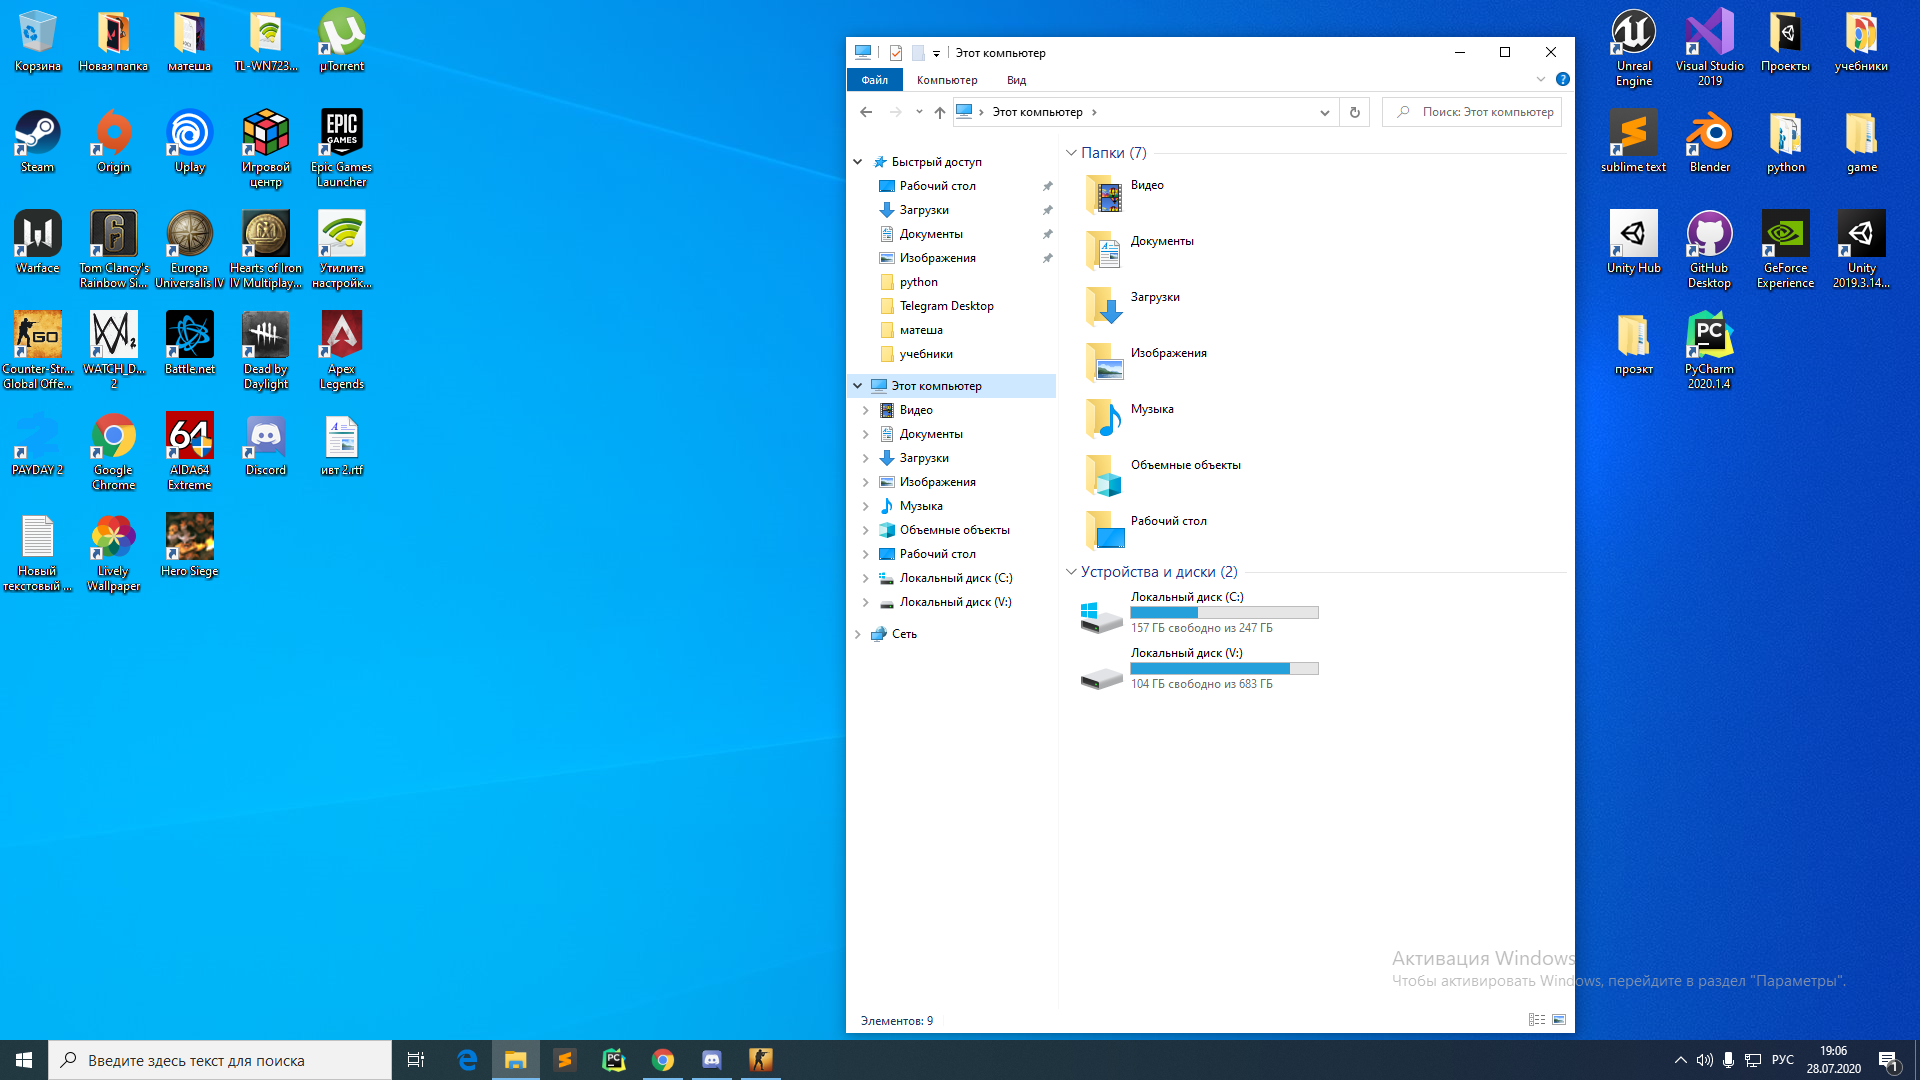 Корзина
Новая папка
матеша
TL-WN723...
µTorrent
Steam
Origin
Uplay
Игровой
центр
Epic Games
Launcher
Warface
Tom Clancy's
Rainbow Si...
Europa
Universalis IV
Hearts of Iron
IV Multiplay...
Утилита
настройк...
Counter-Str...
Global Offe...
WATCH_D...
2
Battle.net
Dead by
Daylight
Apex
Legends
PAYDAY 2
Google
Chrome
AIDA64
Extreme
Discord
ивт 2.rtf
Новый
текстовый ...
Lively
Wallpaper
Hero Siege
EPIC
GAMES
GO
64
Этот компьютер
Файл
Компьютер
Вид
Этот компьютер
Поиск: Этот компьютер
Быстрый доступ
Рабочий стол
Загрузки
Документы
Изображения
python
Telegram Desktop
матеша
учебники
Этот компьютер
Видео
Документы
Загрузки
Изображения
Музыка
Объемные объекты
Рабочий стол
Локальный диск (C:)
Локальный диск (V:)
Сеть
Папки (7)
Видео
Документы
Загрузки
Изображения
Музыка
Объемные объекты
Рабочий стол
Устройства и диски (2)
Локальный диск (C:)
157 ГБ свободно из 247 ГБ
Локальный диск (V:)
104 ГБ свободно из 683 ГБ
Элементов: 9
Unreal
Engine
Visual Studio
2019
Проекты
учебники
sublime text
Blender
python
game
Unity Hub
GitHub
Desktop
GeForce
Experience
Unity
2019.3.14...
проэкт
PC
PyCharm
2020.1.4
Активация Windows
Чтобы активировать Windows, перейдите в раздел "Параметры".
Введите здесь текст для поиска
PC
РУС
19:06
28.07.2020
1